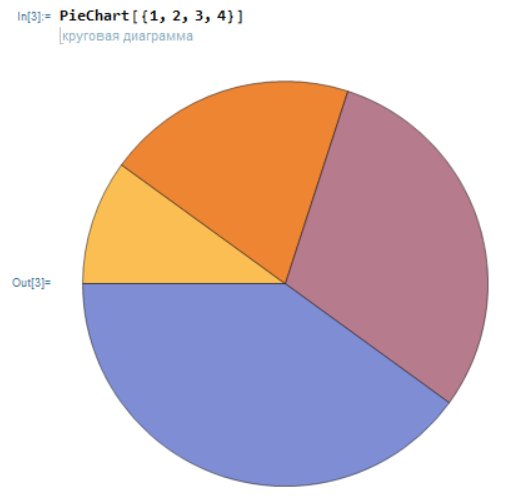 In[3]:= PieChart[{1, 2, 3, 4}]
круговая диаграмма
Out[3]=